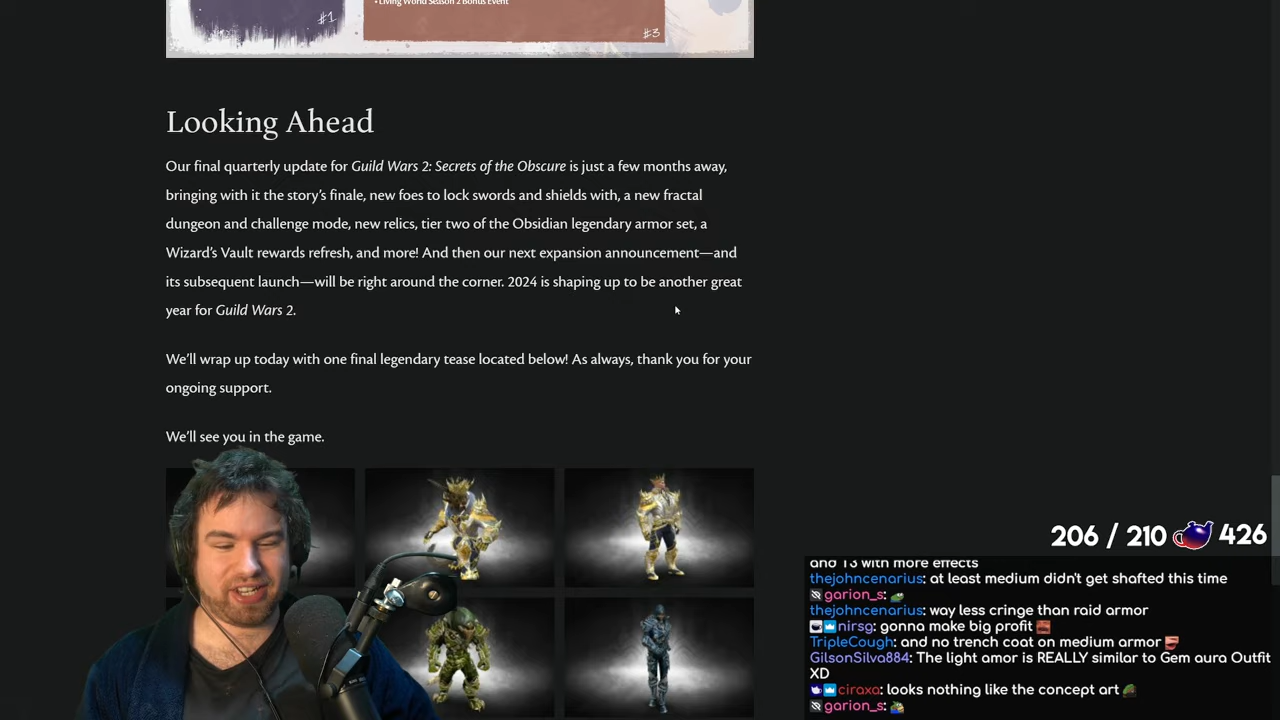 • Living World Season 2 Bonus Event
#1
#3
Looking Ahead
Our final quarterly update for Guild Wars 2: Secrets of the Obscure is just a few months away,
bringing with it the story's finale, new foes to lock swords and shields with, a new fractal
dungeon and challenge mode, new relics, tier two of the Obsidian legendary armor set, a
Wizard's Vault rewards refresh, and more! And then our next expansion announcement—and
its subsequent launch—will be right around the corner. 2024 is shaping up to be another great
year for Guild Wars 2.
We'll wrap up today with one final legendary tease located below! As always, thank you for your
ongoing support.
We'll see you in the game.
206 / 210 426
and T3 with more effects
thejohncenarius: at least medium didn't get shafted this time
garion_s:
thejohncenarius: way less cringe than raid armor
nirsg: gonna make big profit
TripleCough: and no trench coat on medium armor
GilsonSilva884: The light amor is REALLY similar to Gem aura Outfit
XD
ciraxa: looks nothing like the concept art
garion_s: